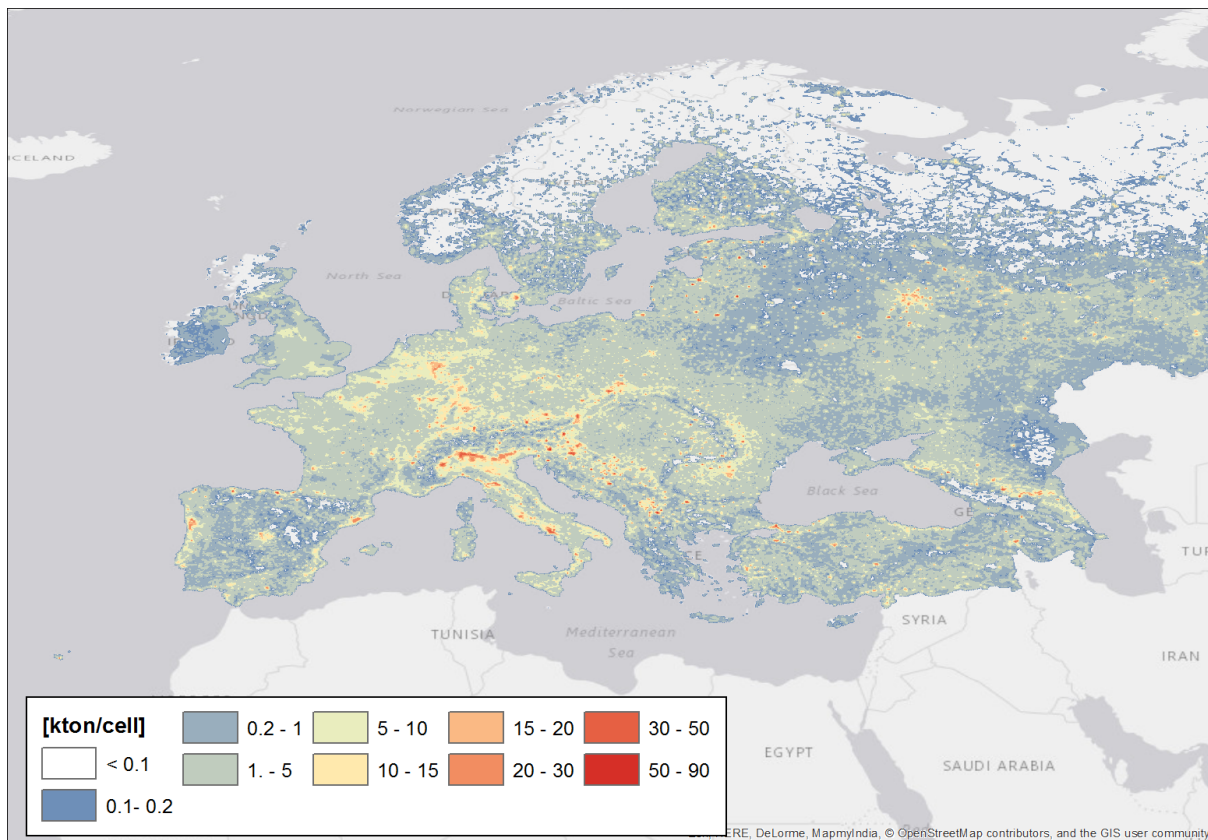 Norwegian Sea
ICELAND
North Sea
Baltic Sea
Black Sea
GE
CE
TUR
SYRIA
TUNISIA
Mediterranean
Sea
IRAN
EGYPT
SAUDI ARABIA
[kton/cell]
< 0.1
0.1- 0.2
0.2 - 1
1. - 5
5 - 10
10 - 15
15 - 20
20 - 30
30 - 50
50 - 90
HERE, DeLorme, MapmyIndia, © OpenStreetMap contributors, and the GIS user community